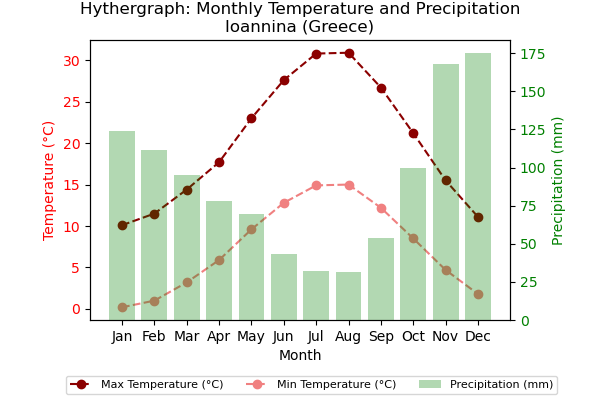 Hythergraph: Monthly Temperature and Precipitation
Ioannina (Greece)
Temperature (°C)
30
25
20
15
10
5
0
175
150
125
100
75
50
25
0
Precipitation (mm)
Jan Feb Mar Apr May Jun Jul Aug Sep Oct Nov Dec
Month
Max Temperature (°C) Min Temperature (°C) Precipitation (mm)